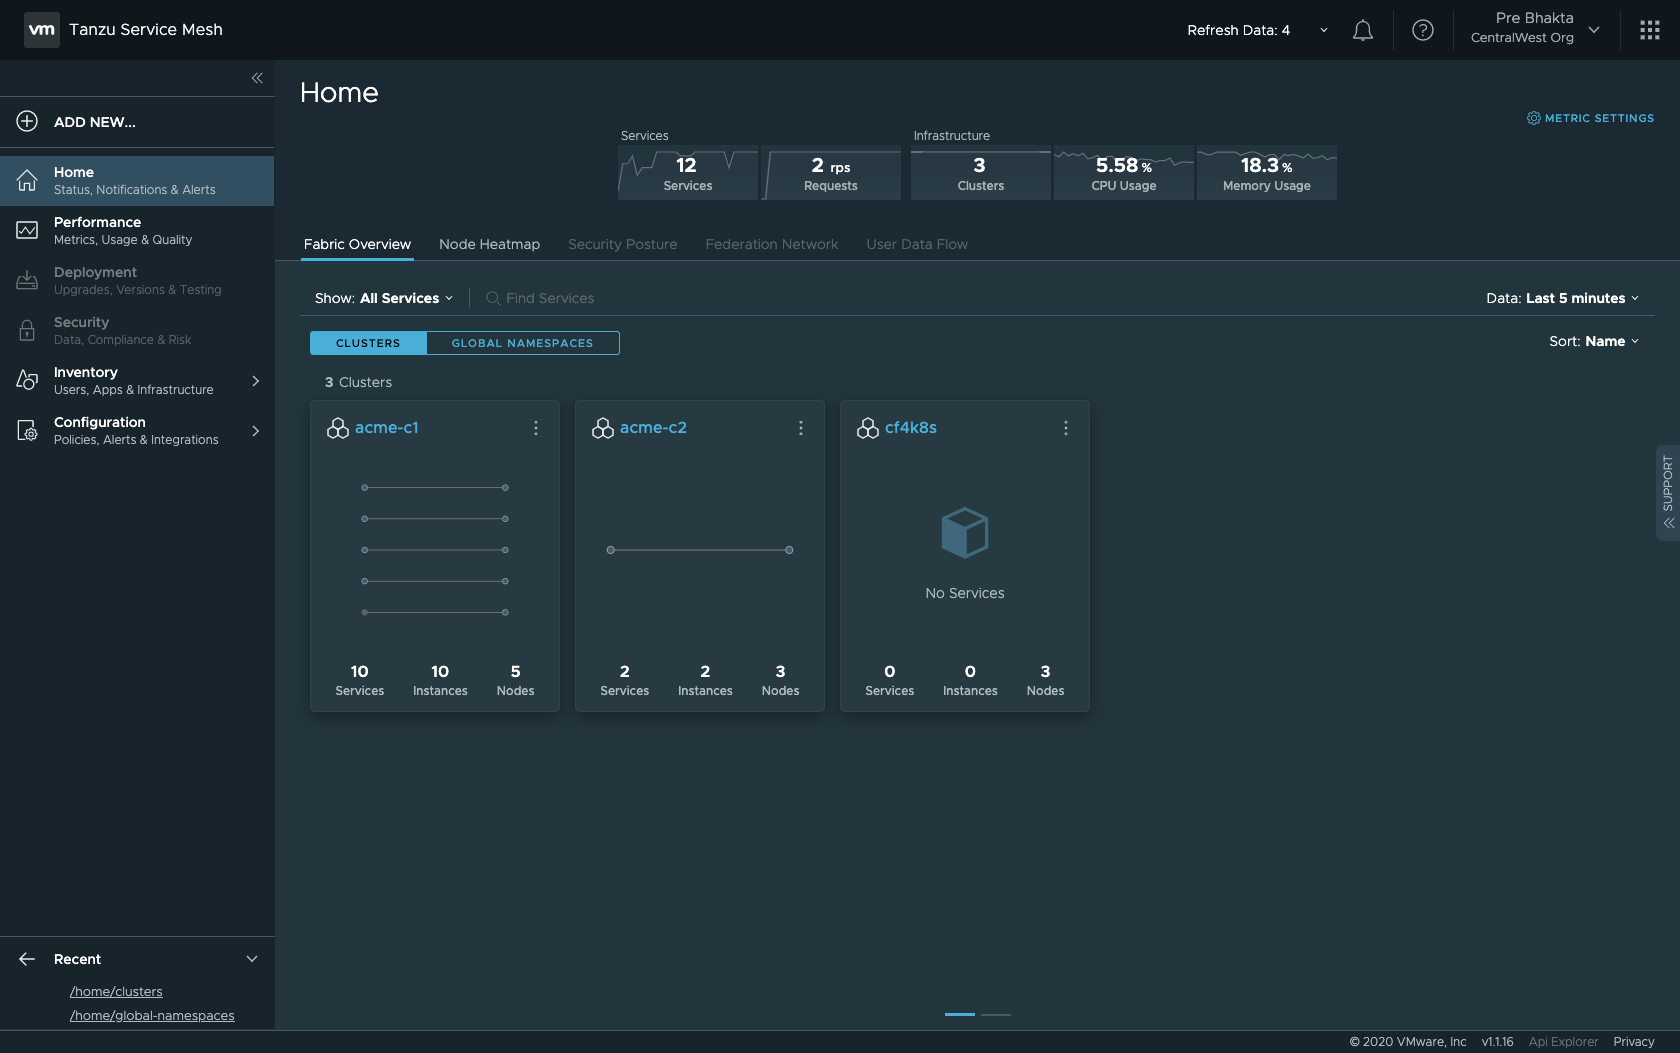 vm Tanzu Service Mesh
Refresh Data: 4
Pre Bhakta
CentralWest Org
ADD NEW...
Home
Status, Notifications & Alerts
Performance
Metrics, Usage & Quality
Deployment
Upgrades, Versions & Testing
Security
Data, Compliance & Risk
Inventory
Users, Apps & Infrastructure
Configuration
Policies, Alerts & Integrations
Recent
/home/clusters
/home/global-namespaces
Home
METRIC SETTINGS
Services
12
Services
2 rps
Requests
Infrastructure
3
Clusters
5.58 %
CPU Usage
18.3 %
Memory Usage
Fabric Overview Node Heatmap Security Posture Federation Network User Data Flow
Show: All Services Find Services Data: Last 5 minutes
CLUSTERS GLOBAL NAMESPACES Sort: Name
3 Clusters
acme-c1
10 10 5
Services Instances Nodes
acme-c2
2 2 3
Services Instances Nodes
cf4k8s
No Services
0 0 3
Services Instances Nodes
SUPPORT
© 2020 VMware, Inc v1.1.16 Api Explorer Privacy